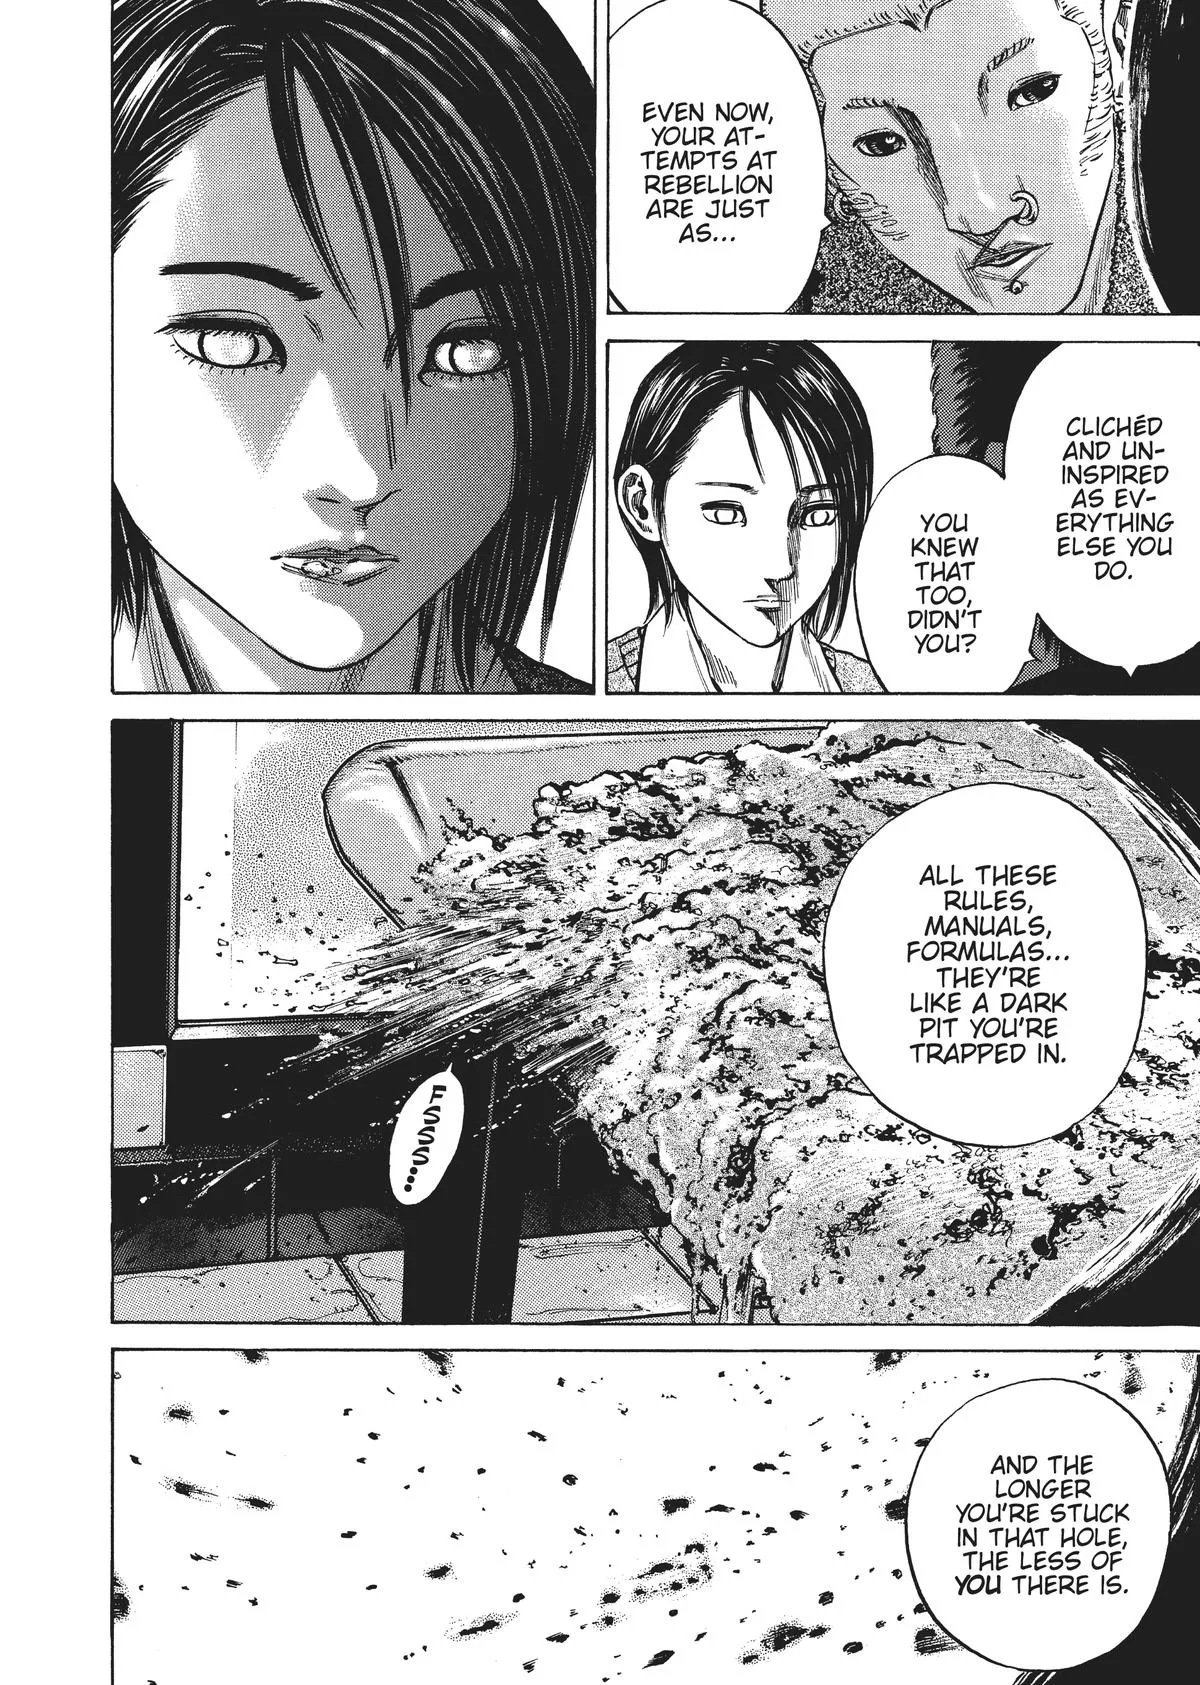 EVEN NOW,
YOUR AT-
TEMPTS AT
REBELLION
ARE JUST
AS...
CLICHÉD
AND UN-
INSPIRED
AS EV-
ERYTHING
ELSE YOU
DO.
YOU
KNEW
THAT
TOO,
DIDN'T
YOU?
ALL THESE
RULES,
MANUALS,
FORMULAS...
THEY'RE
LIKE A DARK
PIT YOU'RE
TRAPPED IN.
FSSS...
AND THE
LONGER
YOU'RE STUCK
IN THAT HOLE,
THE LESS OF
YOU THERE IS.